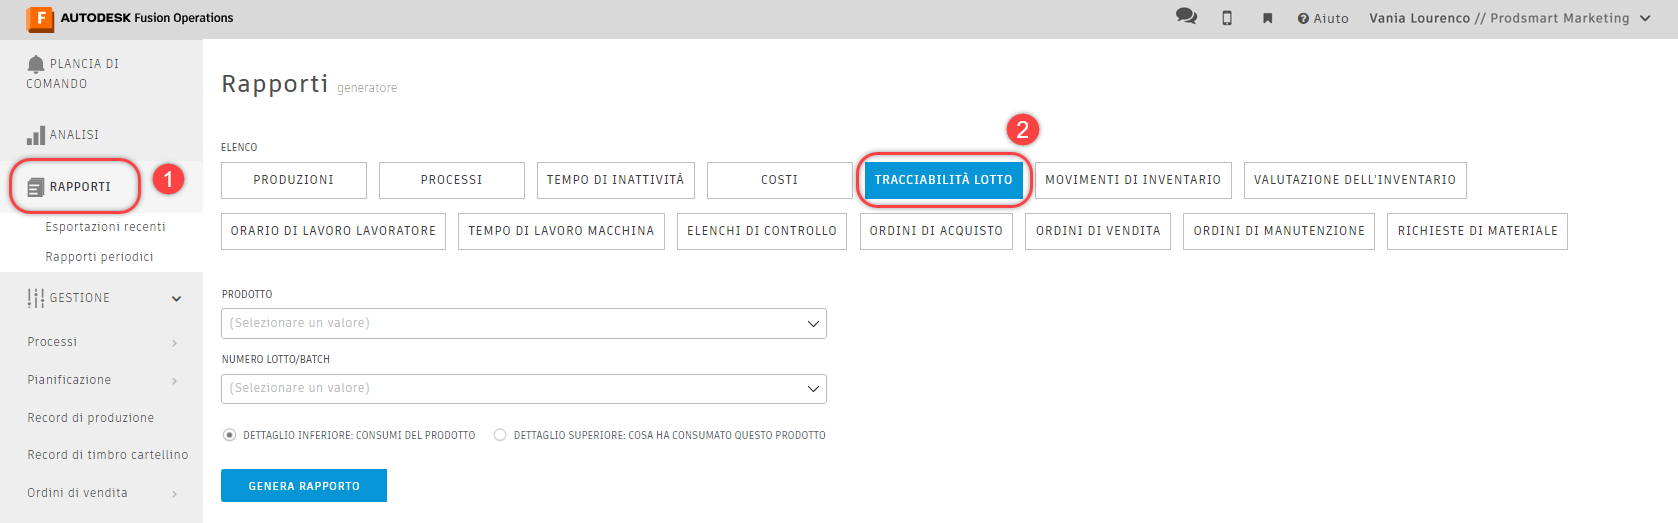 F AUTODESK Fusion Operations
Aiuto
Vania Lourenco // Prodsmart Marketing
PLANCIA DI
COMANDO
ANALISI
RAPPORTI
1
Esportazioni recenti
Rapporti periodici
GESTIONE
Processi
Pianificazione
Record di produzione
Record di timbro cartellino
Ordini di vendita
Rapporti generatore
2
ELENCO
PRODUZIONI
PROCESSI
TEMPO DI INATTIVITÀ
COSTI
TRACCIABILITÀ LOTTO
MOVIMENTI DI INVENTARIO
VALUTAZIONE DELL'INVENTARIO
ORARIO DI LAVORO LAVORATORE
TEMPO DI LAVORO MACCHINA
ELENCHI DI CONTROLLO
ORDINI DI ACQUISTO
ORDINI DI VENDITA
ORDINI DI MANUTENZIONE
RICHIESTE DI MATERIALE
PRODOTTO
(Selezionare un valore)
NUMERO LOTTO/BATCH
(Selezionare un valore)
DETTAGLIO INFERIORE: CONSUMI DEL PRODOTTO
DETTAGLIO SUPERIORE: COSA HA CONSUMATO QUESTO PRODOTTO
GENERA RAPPORTO